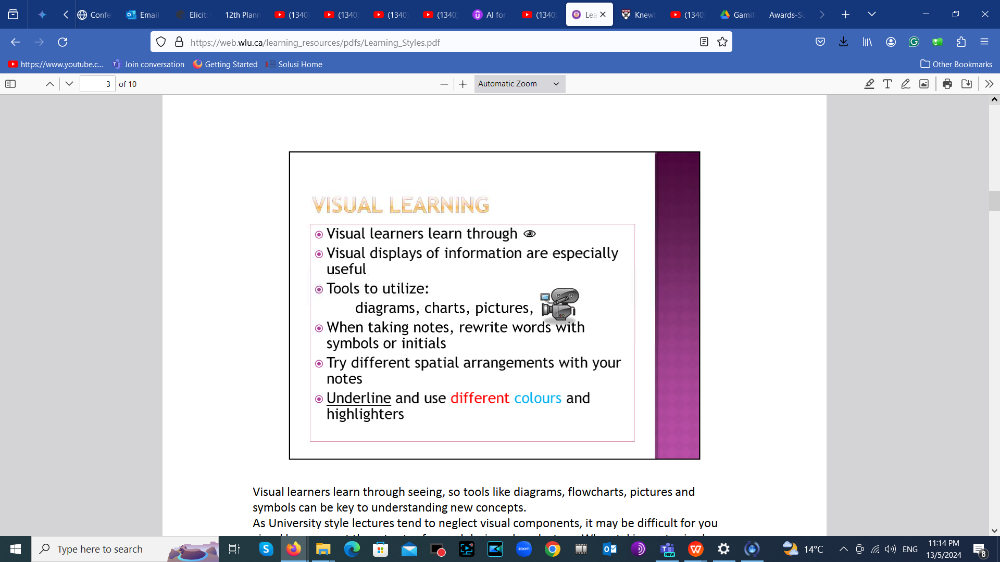 Confe
Email
Elicit:
12th Plann
(1340)
(1340)
(1340)
(1340)
AI for
(1340)
Lea
Knewt
(1340)
Gamif
Awards-Su
https://web.wlu.ca/learning_resources/pdfs/Learning_Styles.pdf
https://www.youtube.c...
Join conversation
Getting Started
Solusi Home
Other Bookmarks
3 of 10
Automatic Zoom
VISUAL LEARNING
Visual learners learn through
Visual displays of information are especially
useful
Tools to utilize:
diagrams, charts, pictures,
When taking notes, rewrite words with
symbols or initials
Try different spatial arrangements with your
notes
Underline and use different colours and
highlighters
Visual learners learn through seeing, so tools like diagrams, flowcharts, pictures and
symbols can be key to understanding new concepts.
As University style lectures tend to neglect visual components, it may be difficult for you
Type here to search
zoom
NEW
14°C
ENG
11:14 PM
13/5/2024
8